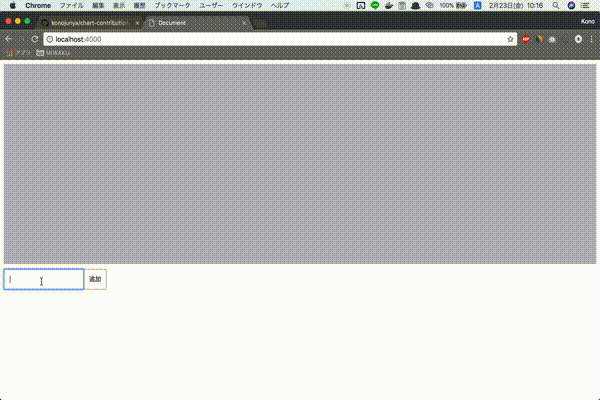 Chrome ファイル 編集 表示 履歴 ブックマーク ユーザー ウインドウ ヘルプ 100% A 2月23日(金) 10:16
konojunya/chart-contribution Document Kono
localhost:4000
アプリ MIWAKU
追加